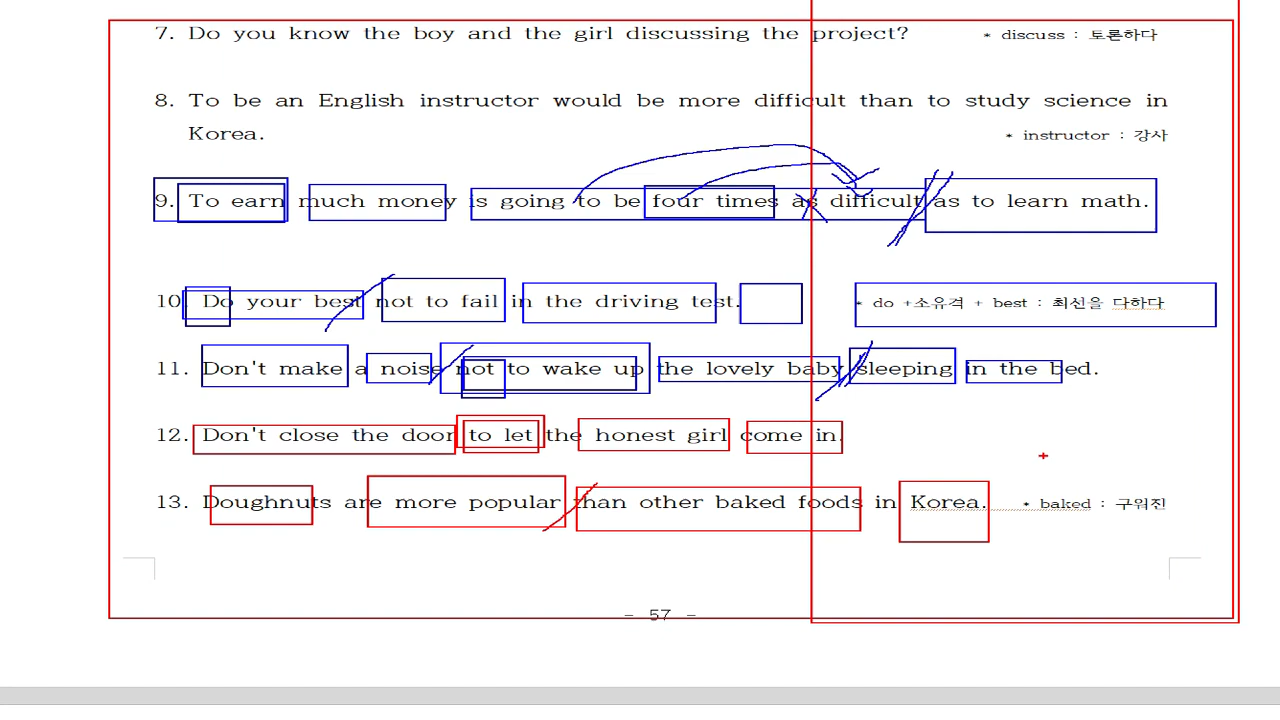 7. Do you know the boy and the girl discussing the project? * discuss : 토론하다
8. To be an English instructor would be more difficult than to study science in
Korea. * instructor : 강사
9. To earn much money is going to be four times as difficult as to learn math.
10. Do your best not to fail in the driving test. * do +소유격 + best : 최선을 다하다
11. Don't make a noise not to wake up the lovely baby sleeping in the bed.
12. Don't close the door to let the honest girl come in.
13. Doughnuts are more popular than other baked foods in Korea. * baked : 구워진
- 57 -